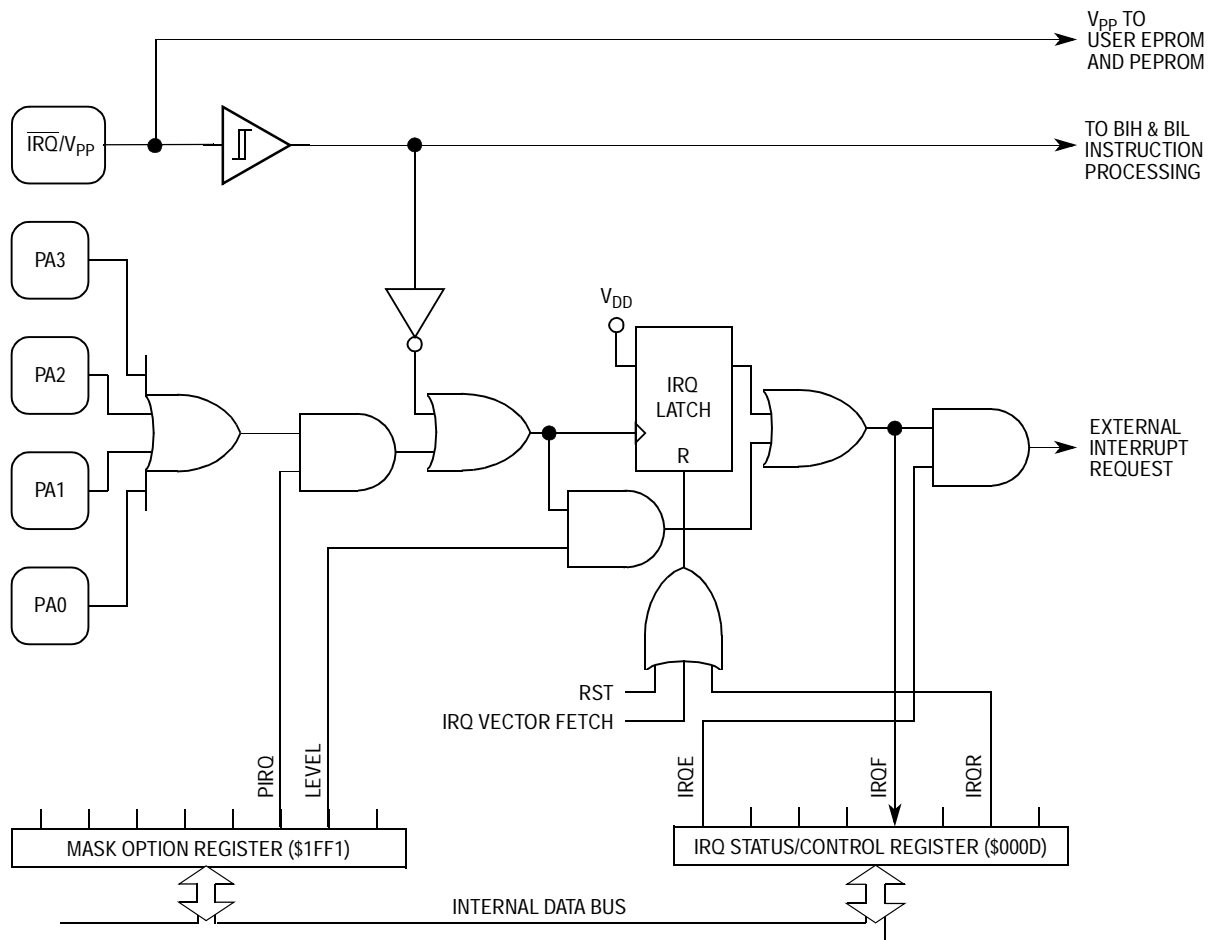 V_PP TO
USER EPROM
AND PEPROM
I̅R̅Q̅/V_PP
TO BIH & BIL
INSTRUCTION
PROCESSING
PA3
V_DD
PA2
IRQ
LATCH
EXTERNAL
INTERRUPT
REQUEST
R
PA1
PA0
RST
IRQ VECTOR FETCH
PIRQ
LEVEL
IRQE
IRQF
IRQR
MASK OPTION REGISTER ($1FF1)
IRQ STATUS/CONTROL REGISTER ($000D)
INTERNAL DATA BUS